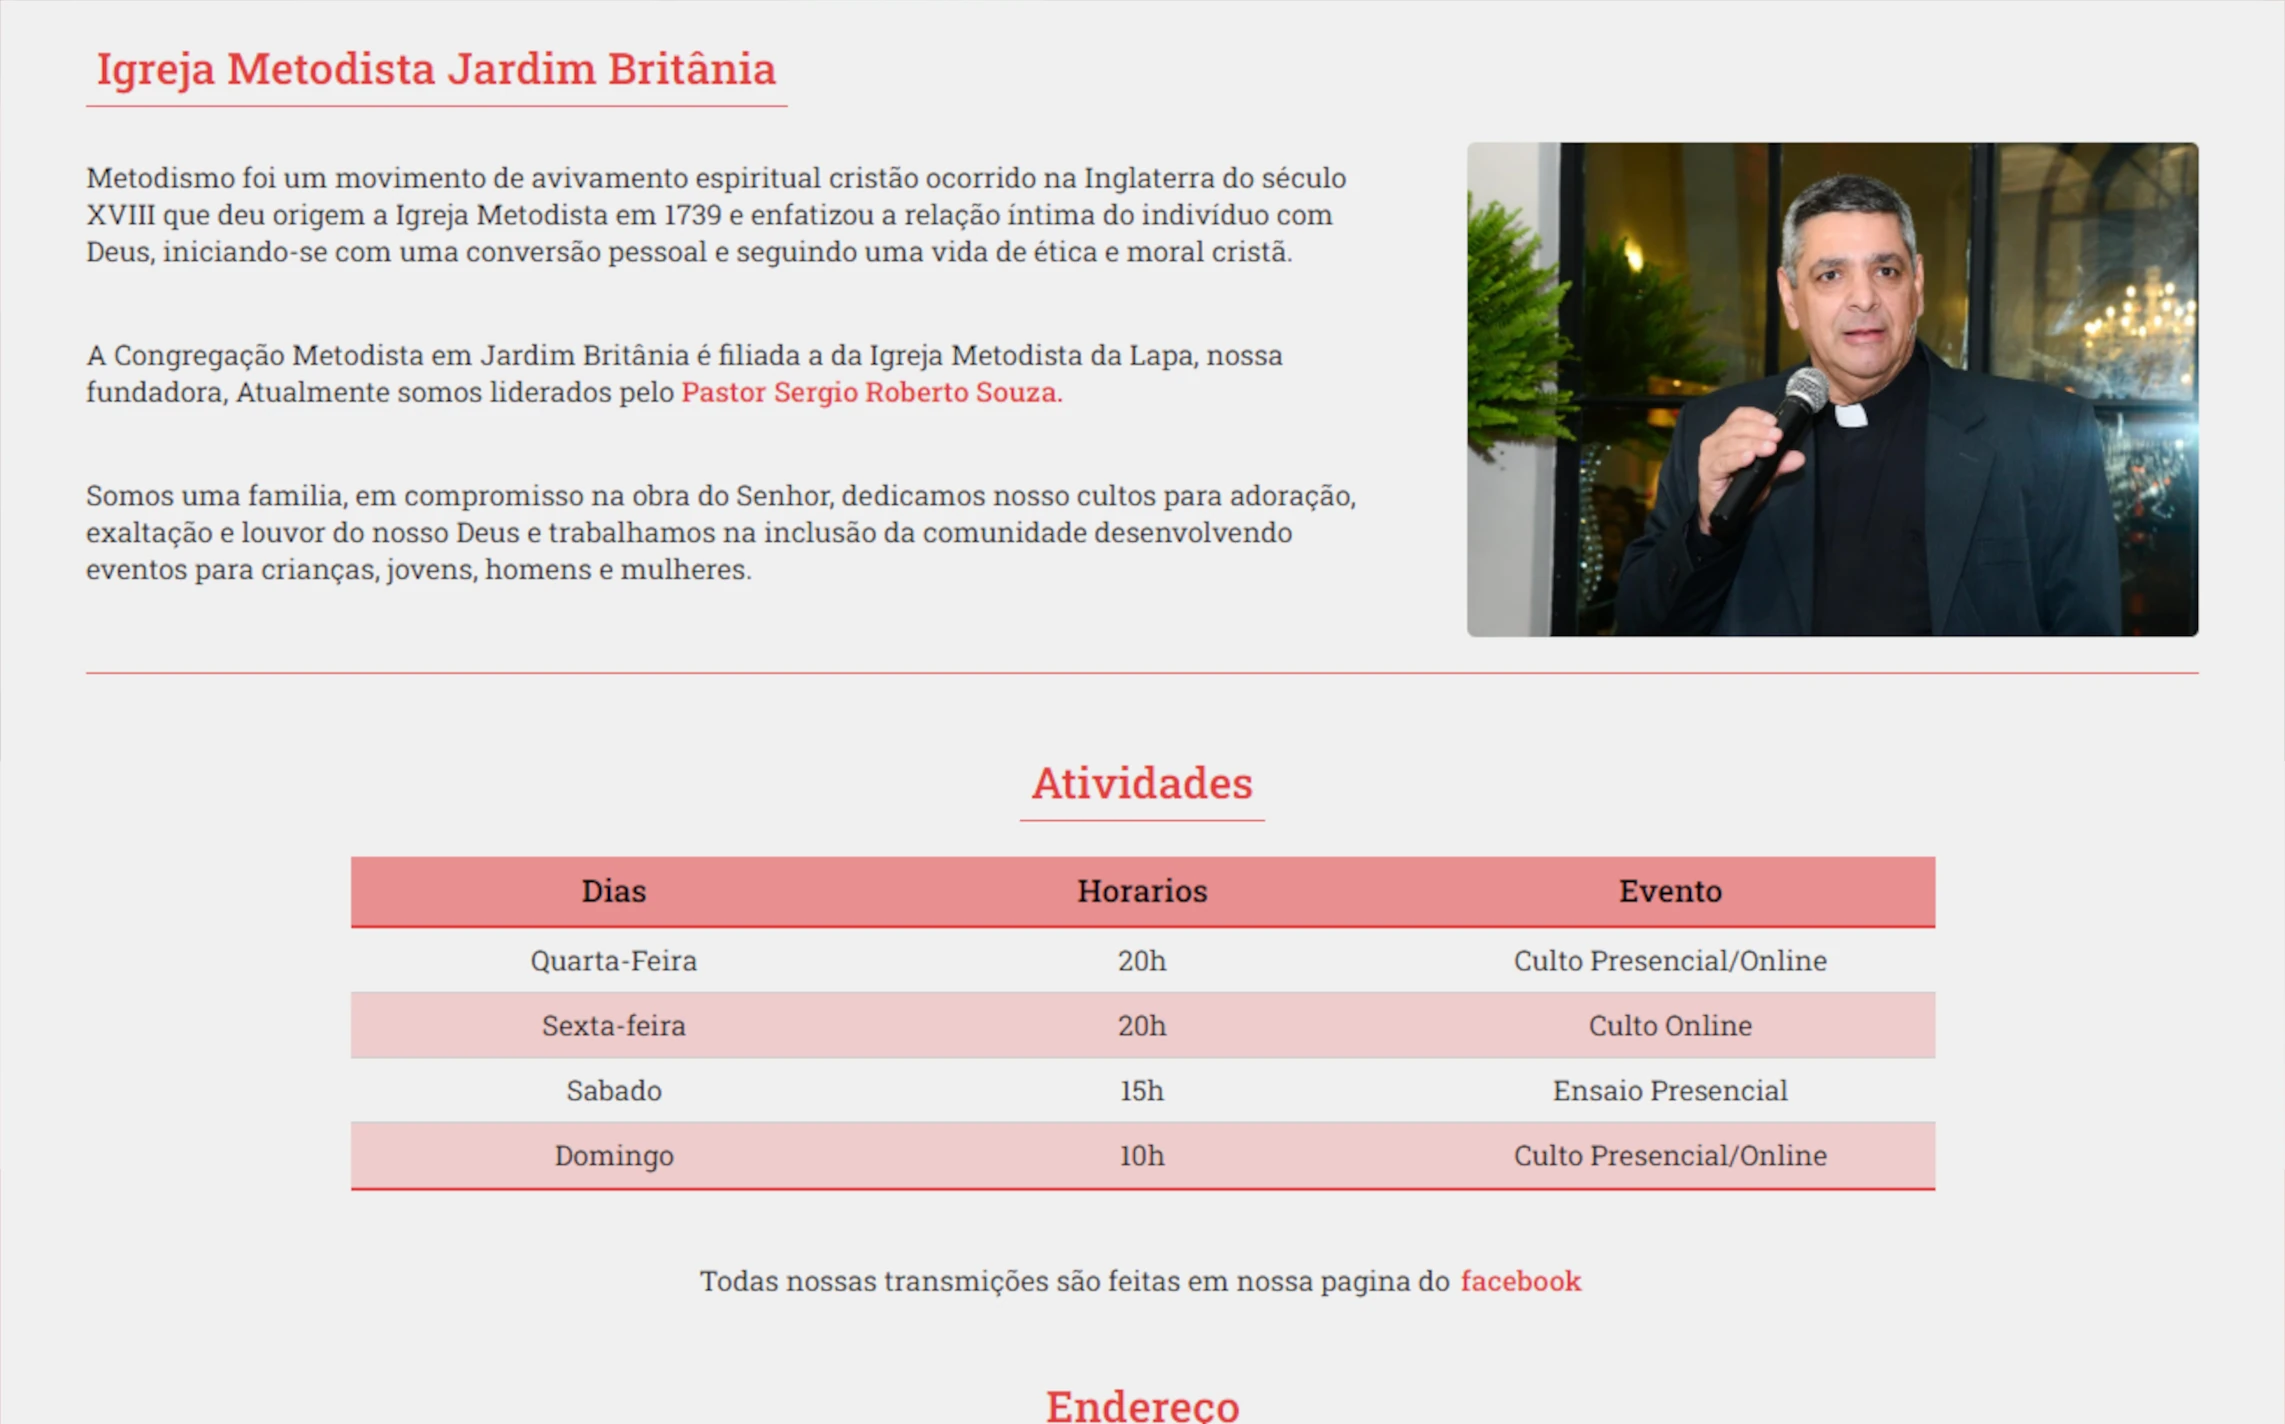 Igreja Metodista Jardim Britânia
Metodismo foi um movimento de avivamento espiritual cristão ocorrido na Inglaterra do século
XVIII que deu origem a Igreja Metodista em 1739 e enfatizou a relação íntima do indivíduo com
Deus, iniciando-se com uma conversão pessoal e seguindo uma vida de ética e moral cristã.
A Congregação Metodista em Jardim Britânia é filiada a da Igreja Metodista da Lapa, nossa
fundadora, Atualmente somos liderados pelo Pastor Sergio Roberto Souza.
Somos uma familia, em compromisso na obra do Senhor, dedicamos nosso cultos para adoração,
exaltação e louvor do nosso Deus e trabalhamos na inclusão da comunidade desenvolvendo
eventos para crianças, jovens, homens e mulheres.
Atividades
Dias Horarios Evento
Quarta-Feira 20h Culto Presencial/Online
Sexta-feira 20h Culto Online
Sabado 15h Ensaio Presencial
Domingo 10h Culto Presencial/Online
Todas nossas transmições são feitas em nossa pagina do facebook
Endereço